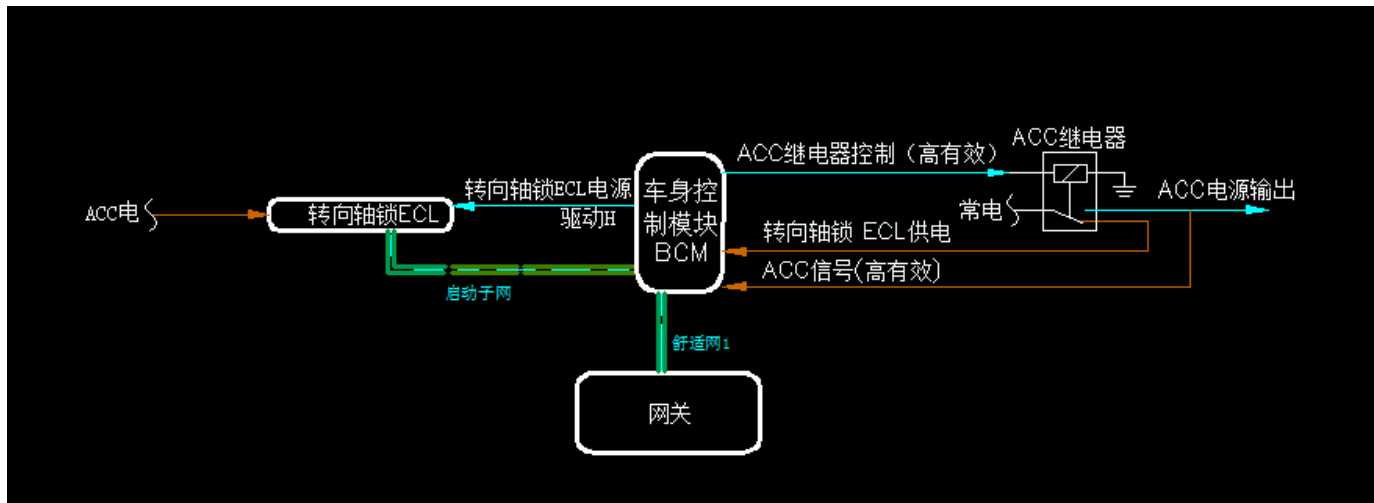 ACC继电器
ACC继电器控制（高有效）
ACC电源输出
转向轴锁ECL电源
驱动H
车身控
制模块
BCM
ACC电
转向轴锁ECL
常电
转向轴锁 ECL供电
ACC信号(高有效)
启动子网
舒适网1
网关